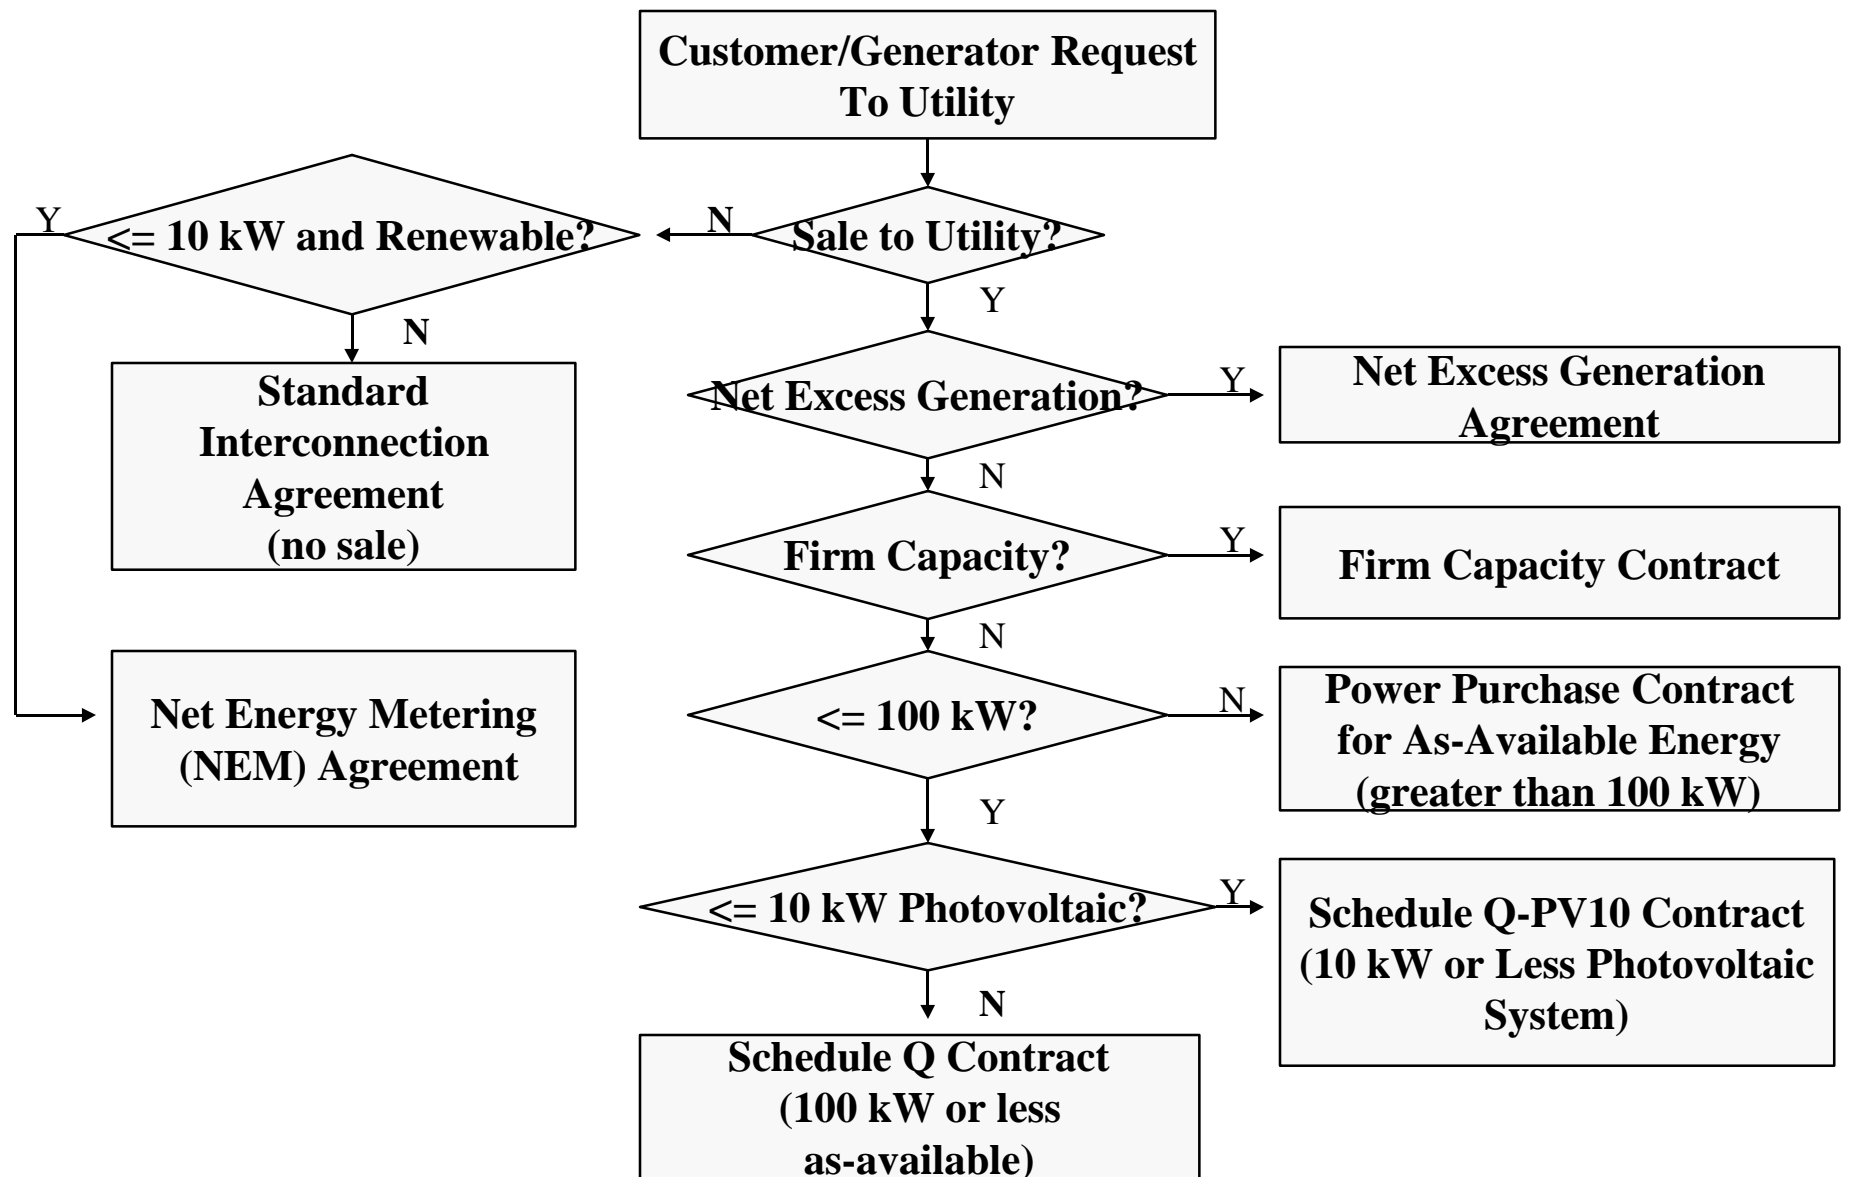 Customer/Generator Request
To Utility
Y
<= 10 kW and Renewable?
N
Sale to Utility?
N
Y
Standard
Interconnection
Agreement
(no sale)
Net Excess Generation?
Y
Net Excess Generation
Agreement
N
Firm Capacity?
Y
Firm Capacity Contract
N
Net Energy Metering
(NEM) Agreement
<= 100 kW?
N
Power Purchase Contract
for As-Available Energy
(greater than 100 kW)
Y
<= 10 kW Photovoltaic?
Y
Schedule Q-PV10 Contract
(10 kW or Less Photovoltaic
System)
N
Schedule Q Contract
(100 kW or less
as-available)